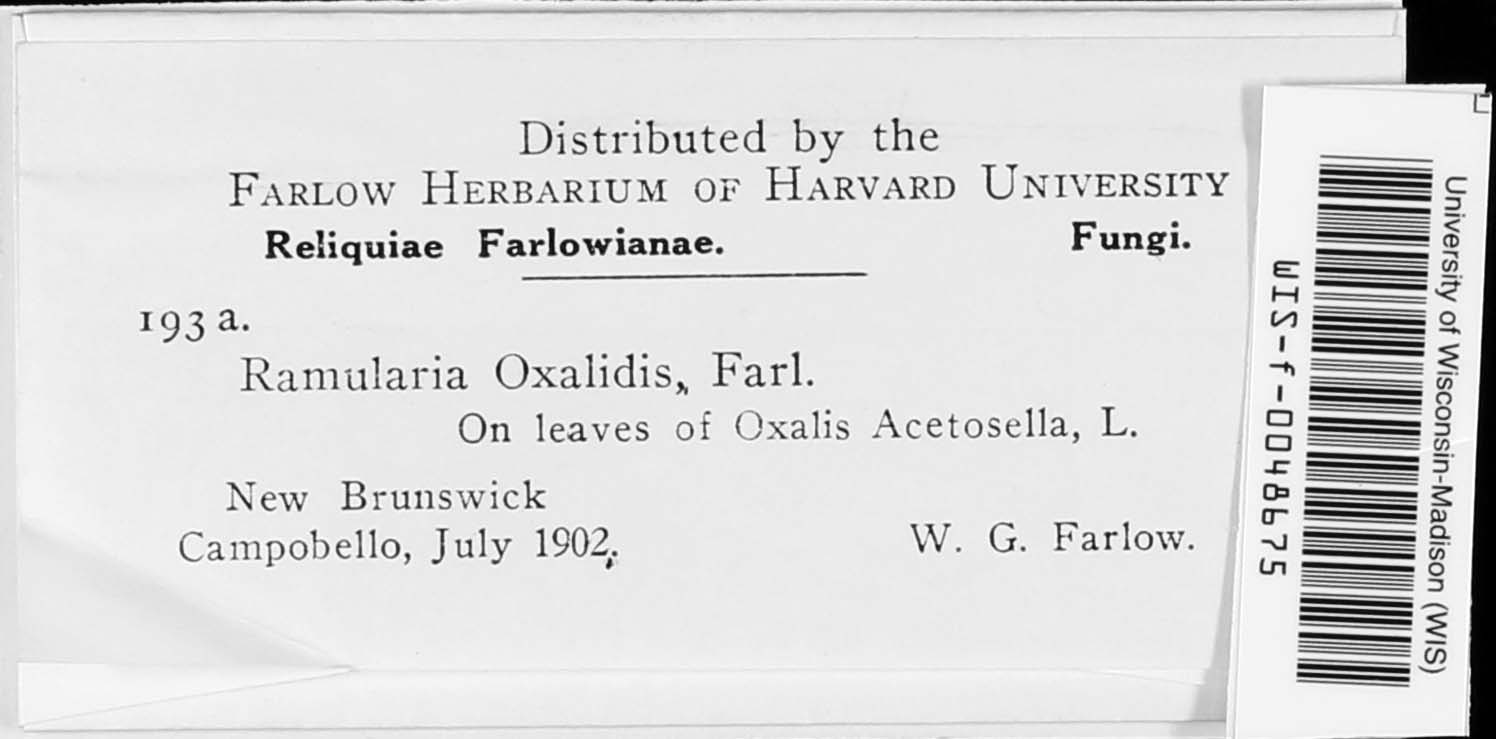 Distributed by the
FARLOW HERBARIUM OF HARVARD UNIVERSITY
Reliquiae Farlowianae. Fungi.
193 a.
Ramularia Oxalidis, Farl.
On leaves of Oxalis Acetosella, L.
New Brunswick
Campobello, July 1902.
W. G. Farlow.
University of Wisconsin-Madison (WIS)
WIS-f-0048675